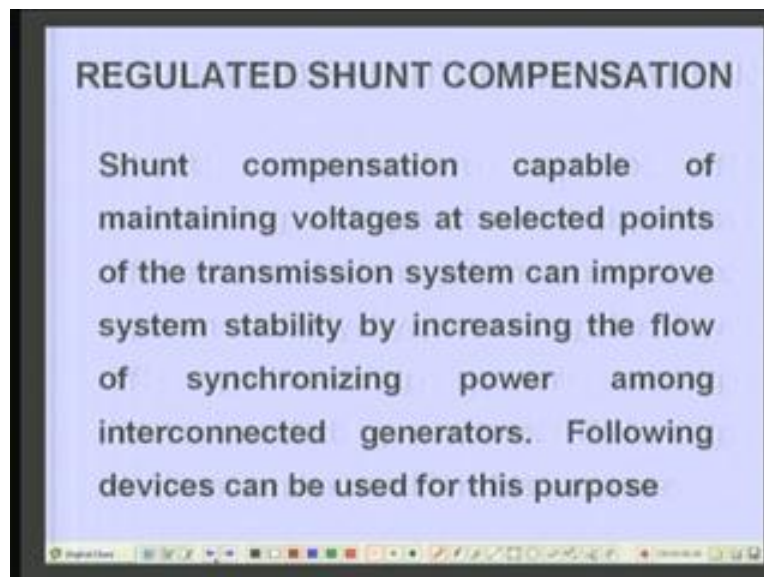 REGULATED SHUNT COMPENSATION
Shunt compensation capable of
maintaining voltages at selected points
of the transmission system can improve
system stability by increasing the flow
of synchronizing power among
interconnected generators. Following
devices can be used for this purpose